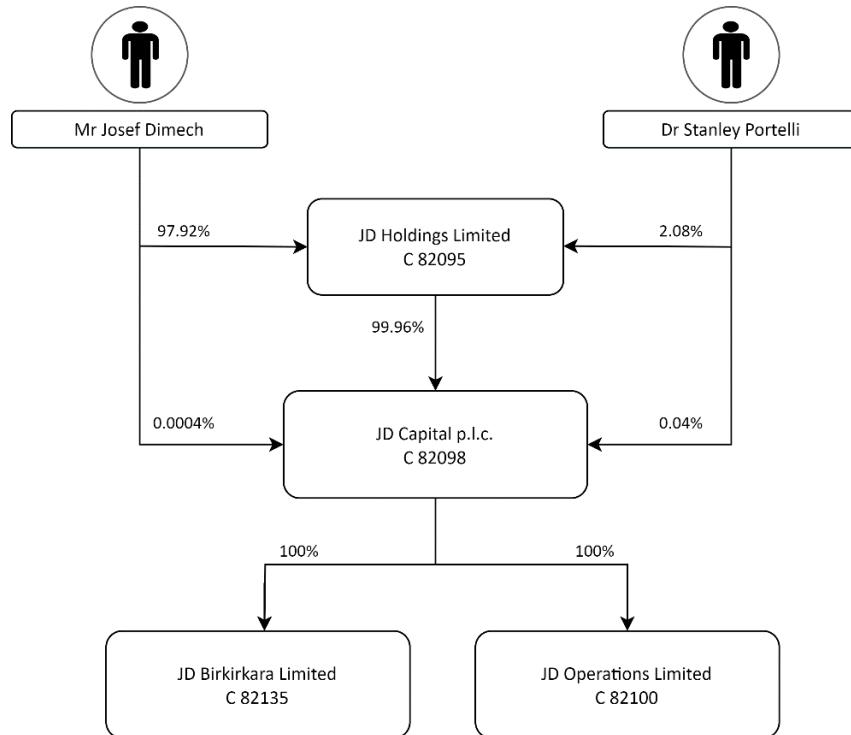 Mr Josef Dimech
Dr Stanley Portelli
97.92%
JD Holdings Limited
C 82095
2.08%
99.96%
0.0004%
JD Capital p.l.c.
C 82098
0.04%
100%
100%
JD Birkirkara Limited
C 82135
JD Operations Limited
C 82100